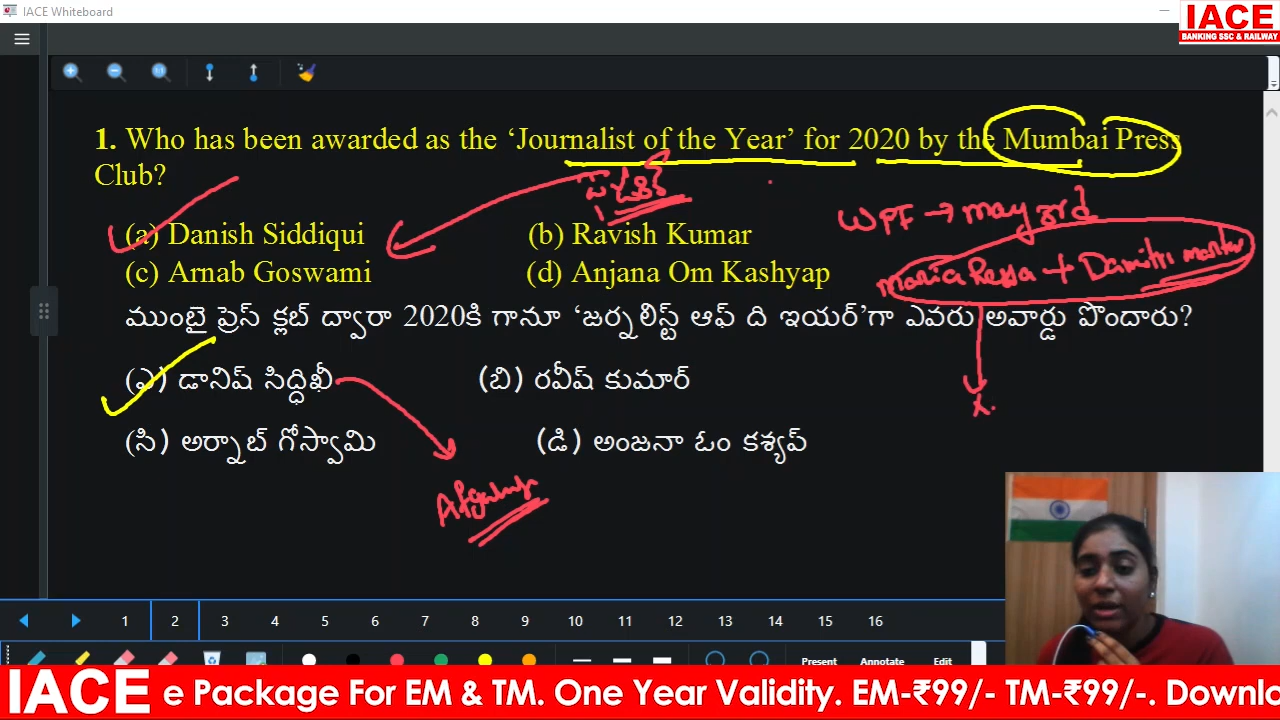 IACE Whiteboard
IACE
BANKING SSC & RAILWAY
1. Who has been awarded as the ‘Journalist of the Year’ for 2020 by the Mumbai Press
Club?
(a) Danish Siddiqui (b) Ravish Kumar
WPF → may 3rd
(c) Arnab Goswami (d) Anjana Om Kashyap
Maria Ressa +
ముంబై ప్రెస్ క్లబ్ ద్వారా 2020కి గానూ ‘జర్నలిస్ట్ ఆఫ్ ది ఇయర్’గా ఎవరు అవార్డు పొందారు?
(ఎ) డానిష్ సిద్ధిఖీ (బి) రవీష్ కుమార్
(సి) అర్నాబ్ గోస్వామి (డి) అంజనా ఓం కశ్యప్
1 2 3 4 5 6 7 8 9 10 11 12 13 14 15 16
Present Annotate Edit
IACE e Package For EM & TM. One Year Validity. EM-₹99/- TM-₹99/-. Downlo